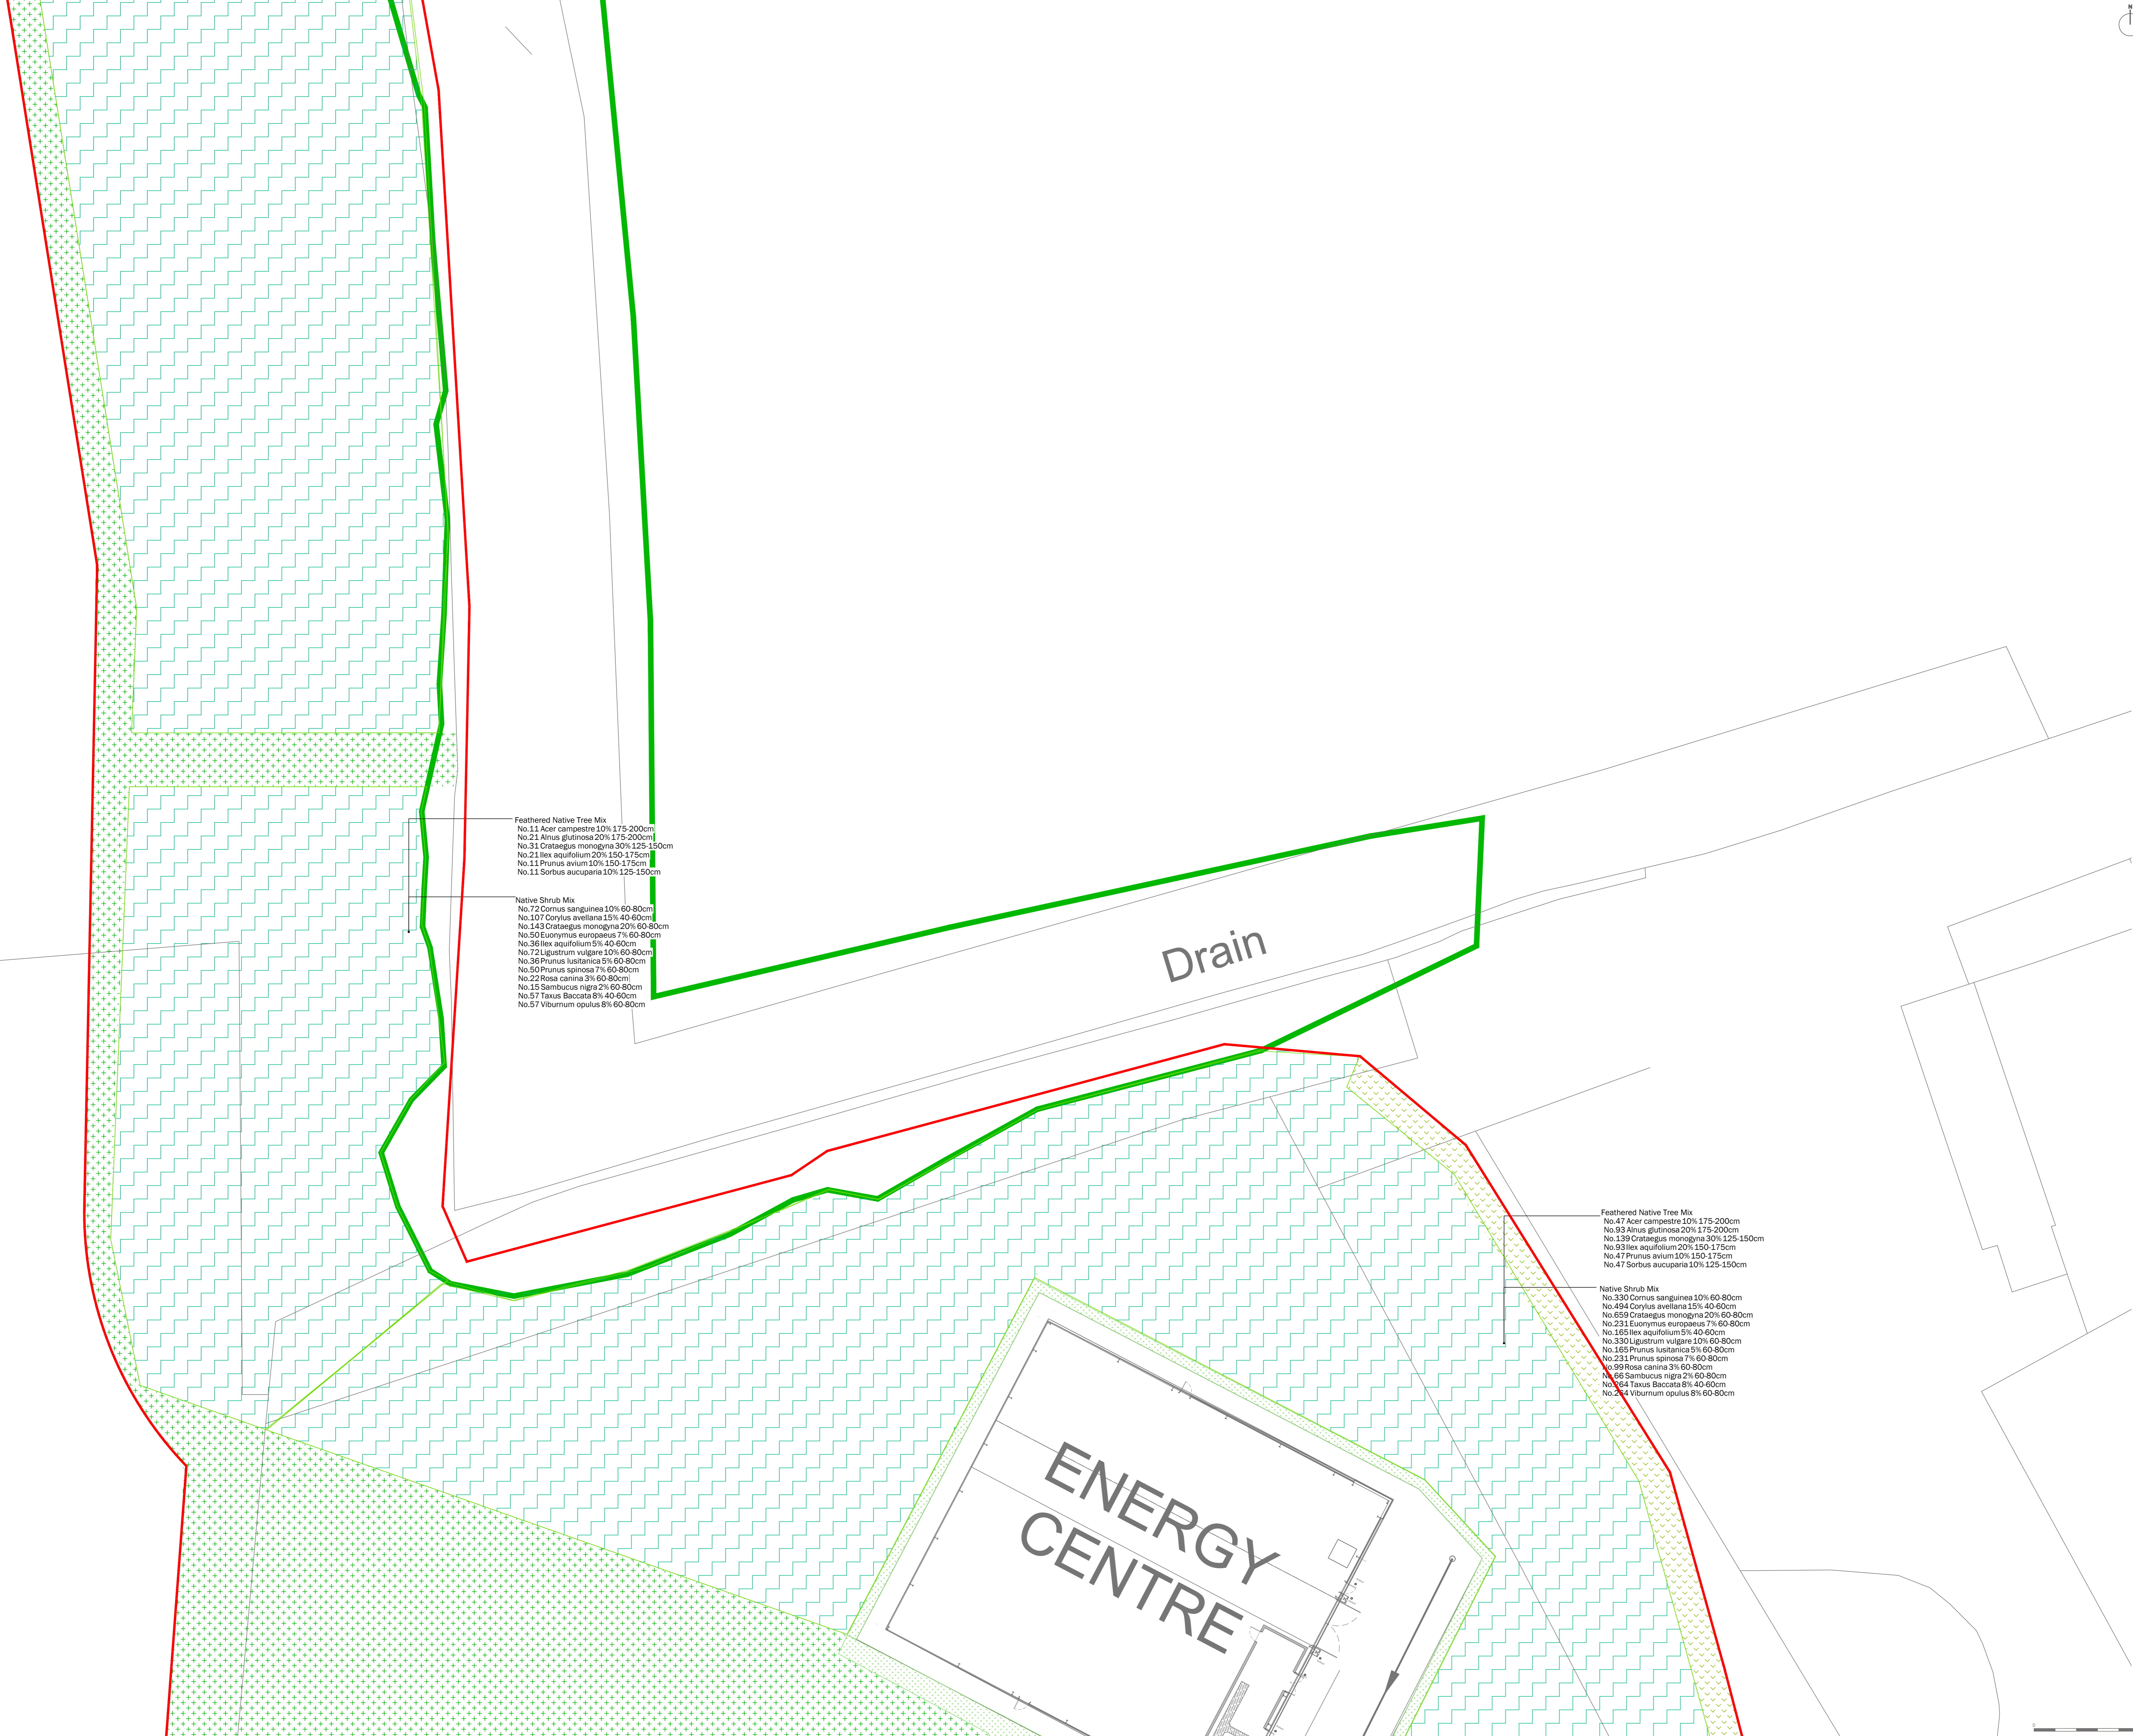 N
Feathered Native Tree Mix
No.11 Acer campestre 10% 175-200cm
No.21 Alnus glutinosa 20% 175-200cm
No.31 Crataegus monogyna 30% 125-150cm
No.21 Ilex aquifolium 20% 150-175cm
No.11 Prunus avium 10% 150-175cm
No.11 Sorbus aucuparia 10% 125-150cm
Native Shrub Mix
No.72 Cornus sanguinea 10% 60-80cm
No.107 Corylus avellana 15% 40-60cm
No.143 Crataegus monogyna 20% 60-80cm
No.50 Euonymus europaeus 7% 60-80cm
No.36 Ilex aquifolium 5% 40-60cm
No.72 Ligustrum vulgare 10% 60-80cm
No.36 Prunus lusitanica 5% 60-80cm
No.50 Prunus spinosa 7% 60-80cm
No.22 Rosa canina 3% 60-80cm
No.15 Sambucus nigra 2% 60-80cm
No.57 Taxus Baccata 8% 40-60cm
No.57 Viburnum opulus 8% 60-80cm
Drain
Feathered Native Tree Mix
No.47 Acer campestre 10% 175-200cm
No.93 Alnus glutinosa 20% 175-200cm
No.139 Crataegus monogyna 30% 125-150cm
No.93 Ilex aquifolium 20% 150-175cm
No.47 Prunus avium 10% 150-175cm
No.47 Sorbus aucuparia 10% 125-150cm
Native Shrub Mix
No.330 Cornus sanguinea 10% 60-80cm
No.494 Corylus avellana 15% 40-60cm
No.659 Crataegus monogyna 20% 60-80cm
No.231 Euonymus europaeus 7% 60-80cm
No.165 Ilex aquifolium 5% 40-60cm
No.330 Ligustrum vulgare 10% 60-80cm
No.165 Prunus lusitanica 5% 60-80cm
No.231 Prunus spinosa 7% 60-80cm
No.99 Rosa canina 3% 60-80cm
No.66 Sambucus nigra 2% 60-80cm
No.264 Taxus Baccata 8% 40-60cm
No.264 Viburnum opulus 8% 60-80cm
ENERGY
CENTRE
0